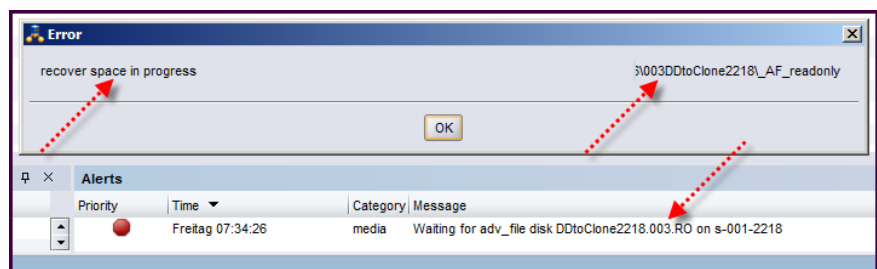 Error
recover space in progress
\003DDtoClone2218\_AF_readonly
OK
Alerts
Priority Time Category Message
Freitag 07:34:26 media Waiting for adv_file disk DDtoClone2218.003.RO on s-001-2218